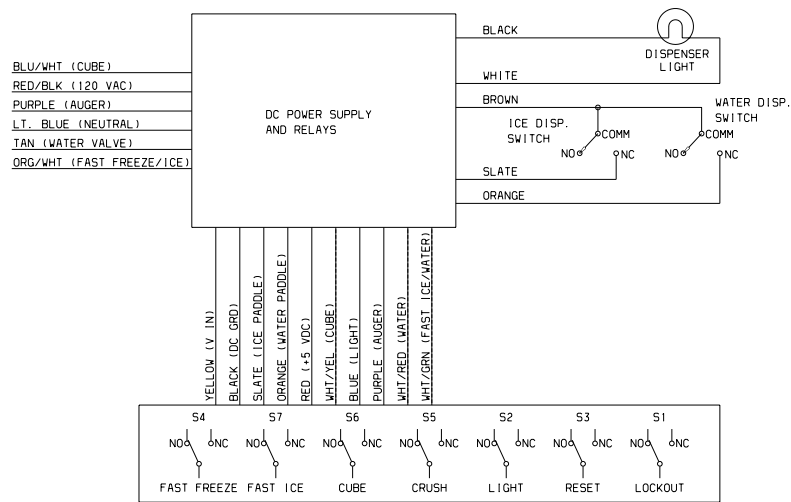 BLACK
DISPENSER
LIGHT
BLU/WHT (CUBE)
WHITE
RED/BLK (120 VAC)
BROWN
WATER DISP.
SWITCH
PURPLE (AUGER)
DC POWER SUPPLY
AND RELAYS
ICE DISP.
SWITCH
LT. BLUE (NEUTRAL)
COMM
COMM
TAN (WATER VALVE)
NO
NC
NO
NC
ORG/WHT (FAST FREEZE/ICE)
SLATE
ORANGE
YELLOW (V IN)
BLACK (DC GRD)
SLATE (ICE PADDLE)
ORANGE (WATER PADDLE)
RED (+5 VDC)
WHT/YEL (CUBE)
BLUE (LIGHT)
PURPLE (AUGER)
WHT/RED (WATER)
WHT/GRN (FAST ICE/WATER)
S4 S7 S6 S5 S2 S3 S1
NO NC NO NC NO NC NO NC NO NC NO NC NO NC
FAST FREEZE FAST ICE CUBE CRUSH LIGHT RESET LOCKOUT